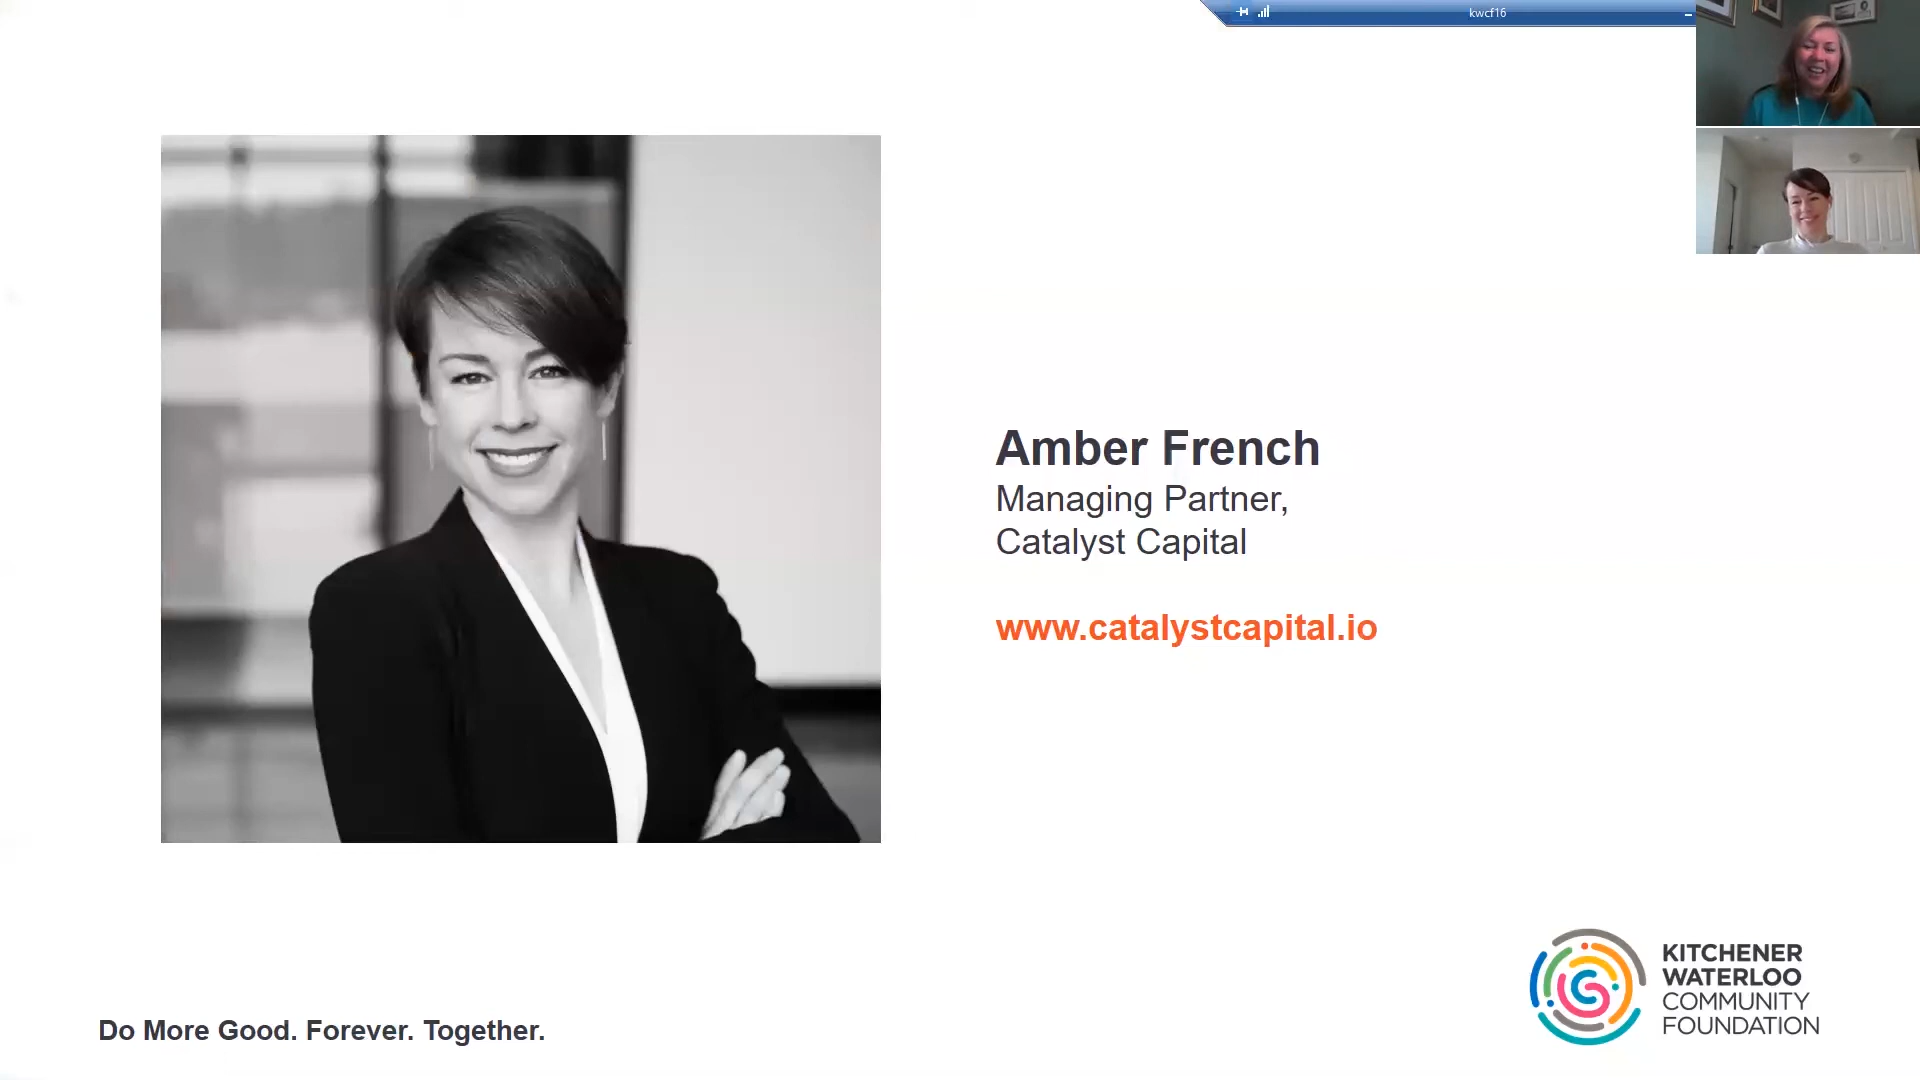 kwcf16
Amber French
Managing Partner,
Catalyst Capital
www.catalystcapital.io
Do More Good. Forever. Together.
KITCHENER
WATERLOO
COMMUNITY
FOUNDATION